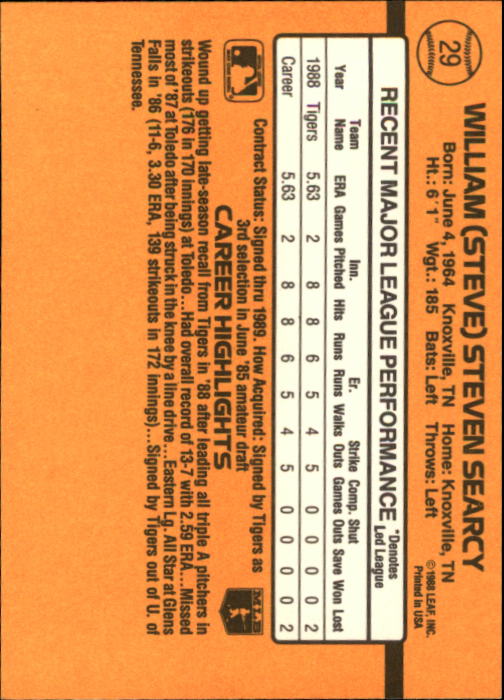 29
WILLIAM (STEVE) STEVEN SEARCY
Born: June 4, 1964 Knoxville, TN Home: Knoxville, TN
Ht.: 6'1" Wgt.: 185 Bats: Left Throws: Left
©1988 LEAF, INC.
Printed in USA
RECENT MAJOR LEAGUE PERFORMANCE
*Denotes
Led League
Team Inn. Er. Strike Comp. Shut
Year Name ERA Games Pitched Hits Runs Runs Walks Outs Games Outs Save Won Lost
1988 Tigers 5.63 2 8 8 6 5 4 5 0 0 0 0 2
Career 5.63 2 8 8 6 5 4 5 0 0 0 0 2
Contract Status: Signed thru 1989. How Acquired: Signed by Tigers as
3rd selection in June '85 amateur draft
CAREER HIGHLIGHTS
MLB
Wound up getting late-season recall from Tigers in '88 after leading all triple A pitchers in
strikeouts (176 in 170 innings) at Toledo...Had overall record of 13-7 with 2.59 ERA...Missed
most of '87 at Toledo after being struck in the knee by a line drive...Eastern Lg. All Star at Glens
Falls in '86 (11-6, 3.30 ERA, 139 strikeouts in 172 innings)...Signed by Tigers out of U. of
Tennessee.